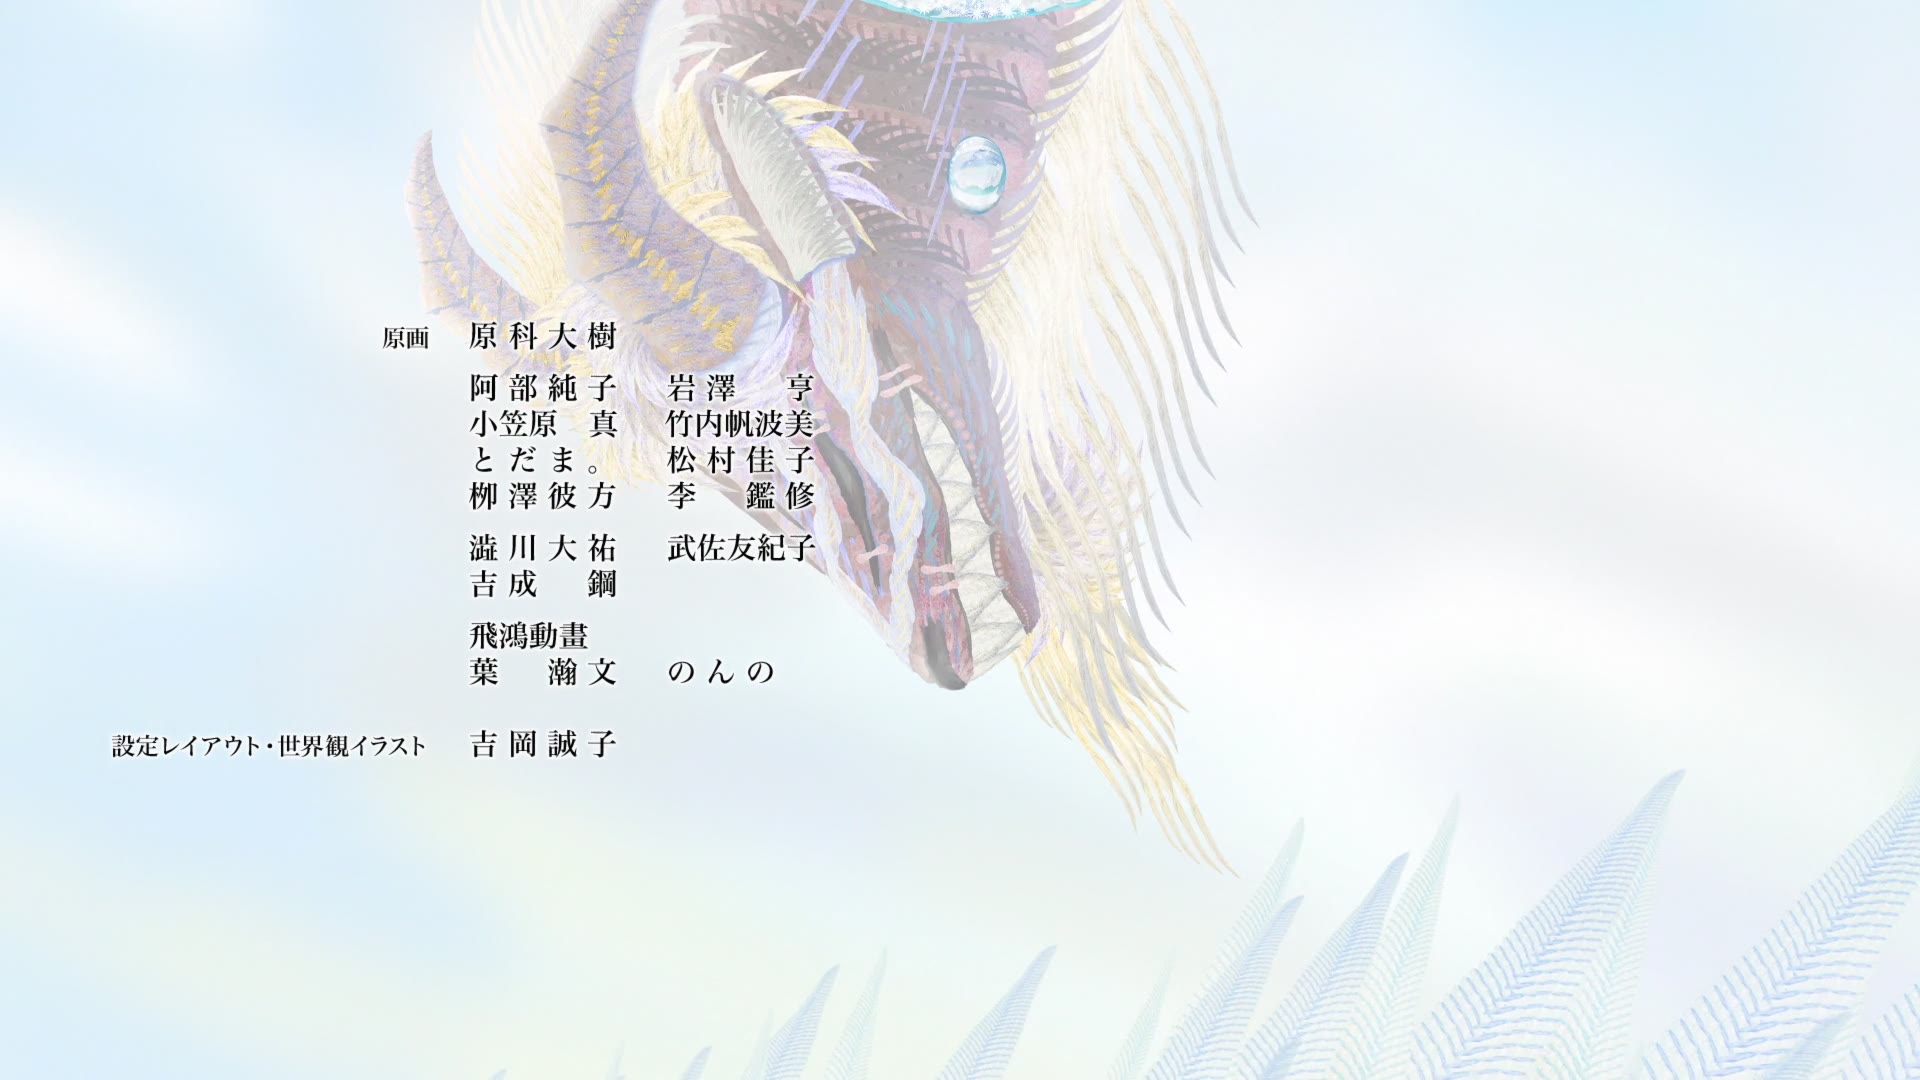 原画 原科大樹
阿部純子 岩澤 亨
小笠原 真 竹内帆波美
とだま。 松村佳子
栁澤彼方 李 鑑修
澁川大祐 武佐友紀子
吉成 鋼
飛鴻動畫
葉 瀚文 のんの
設定レイアウト・世界観イラスト 吉岡誠子